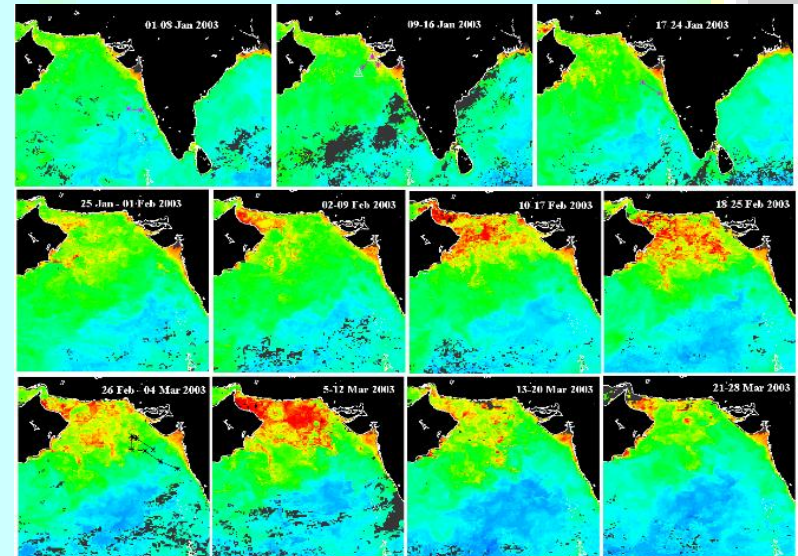 01-08 Jan 2003
09-16 Jan 2003
17-24 Jan 2003
25 Jan - 01 Feb 2003
02-09 Feb 2003
10-17 Feb 2003
18-25 Feb 2003
26 Feb - 04 Mar 2003
5-12 Mar 2003
13-20 Mar 2003
21-28 Mar 2003